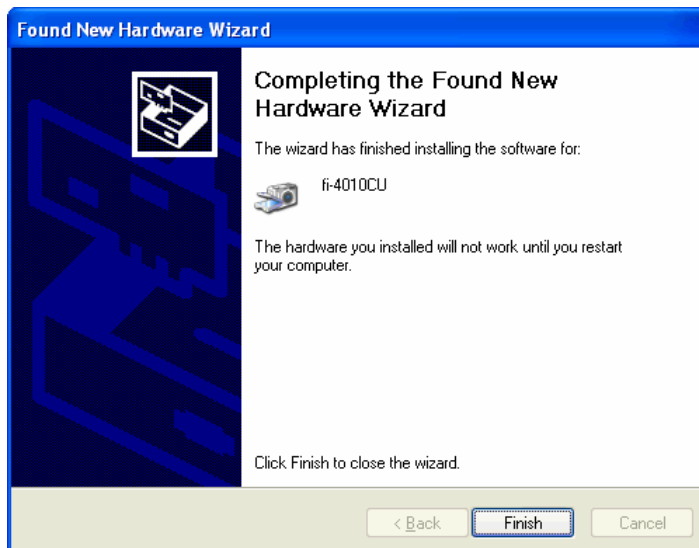 Found New Hardware Wizard
Completing the Found New
Hardware Wizard
The wizard has finished installing the software for:
fi-4010CU
The hardware you installed will not work until you restart
your computer.
Click Finish to close the wizard.
< Back
Finish
Cancel